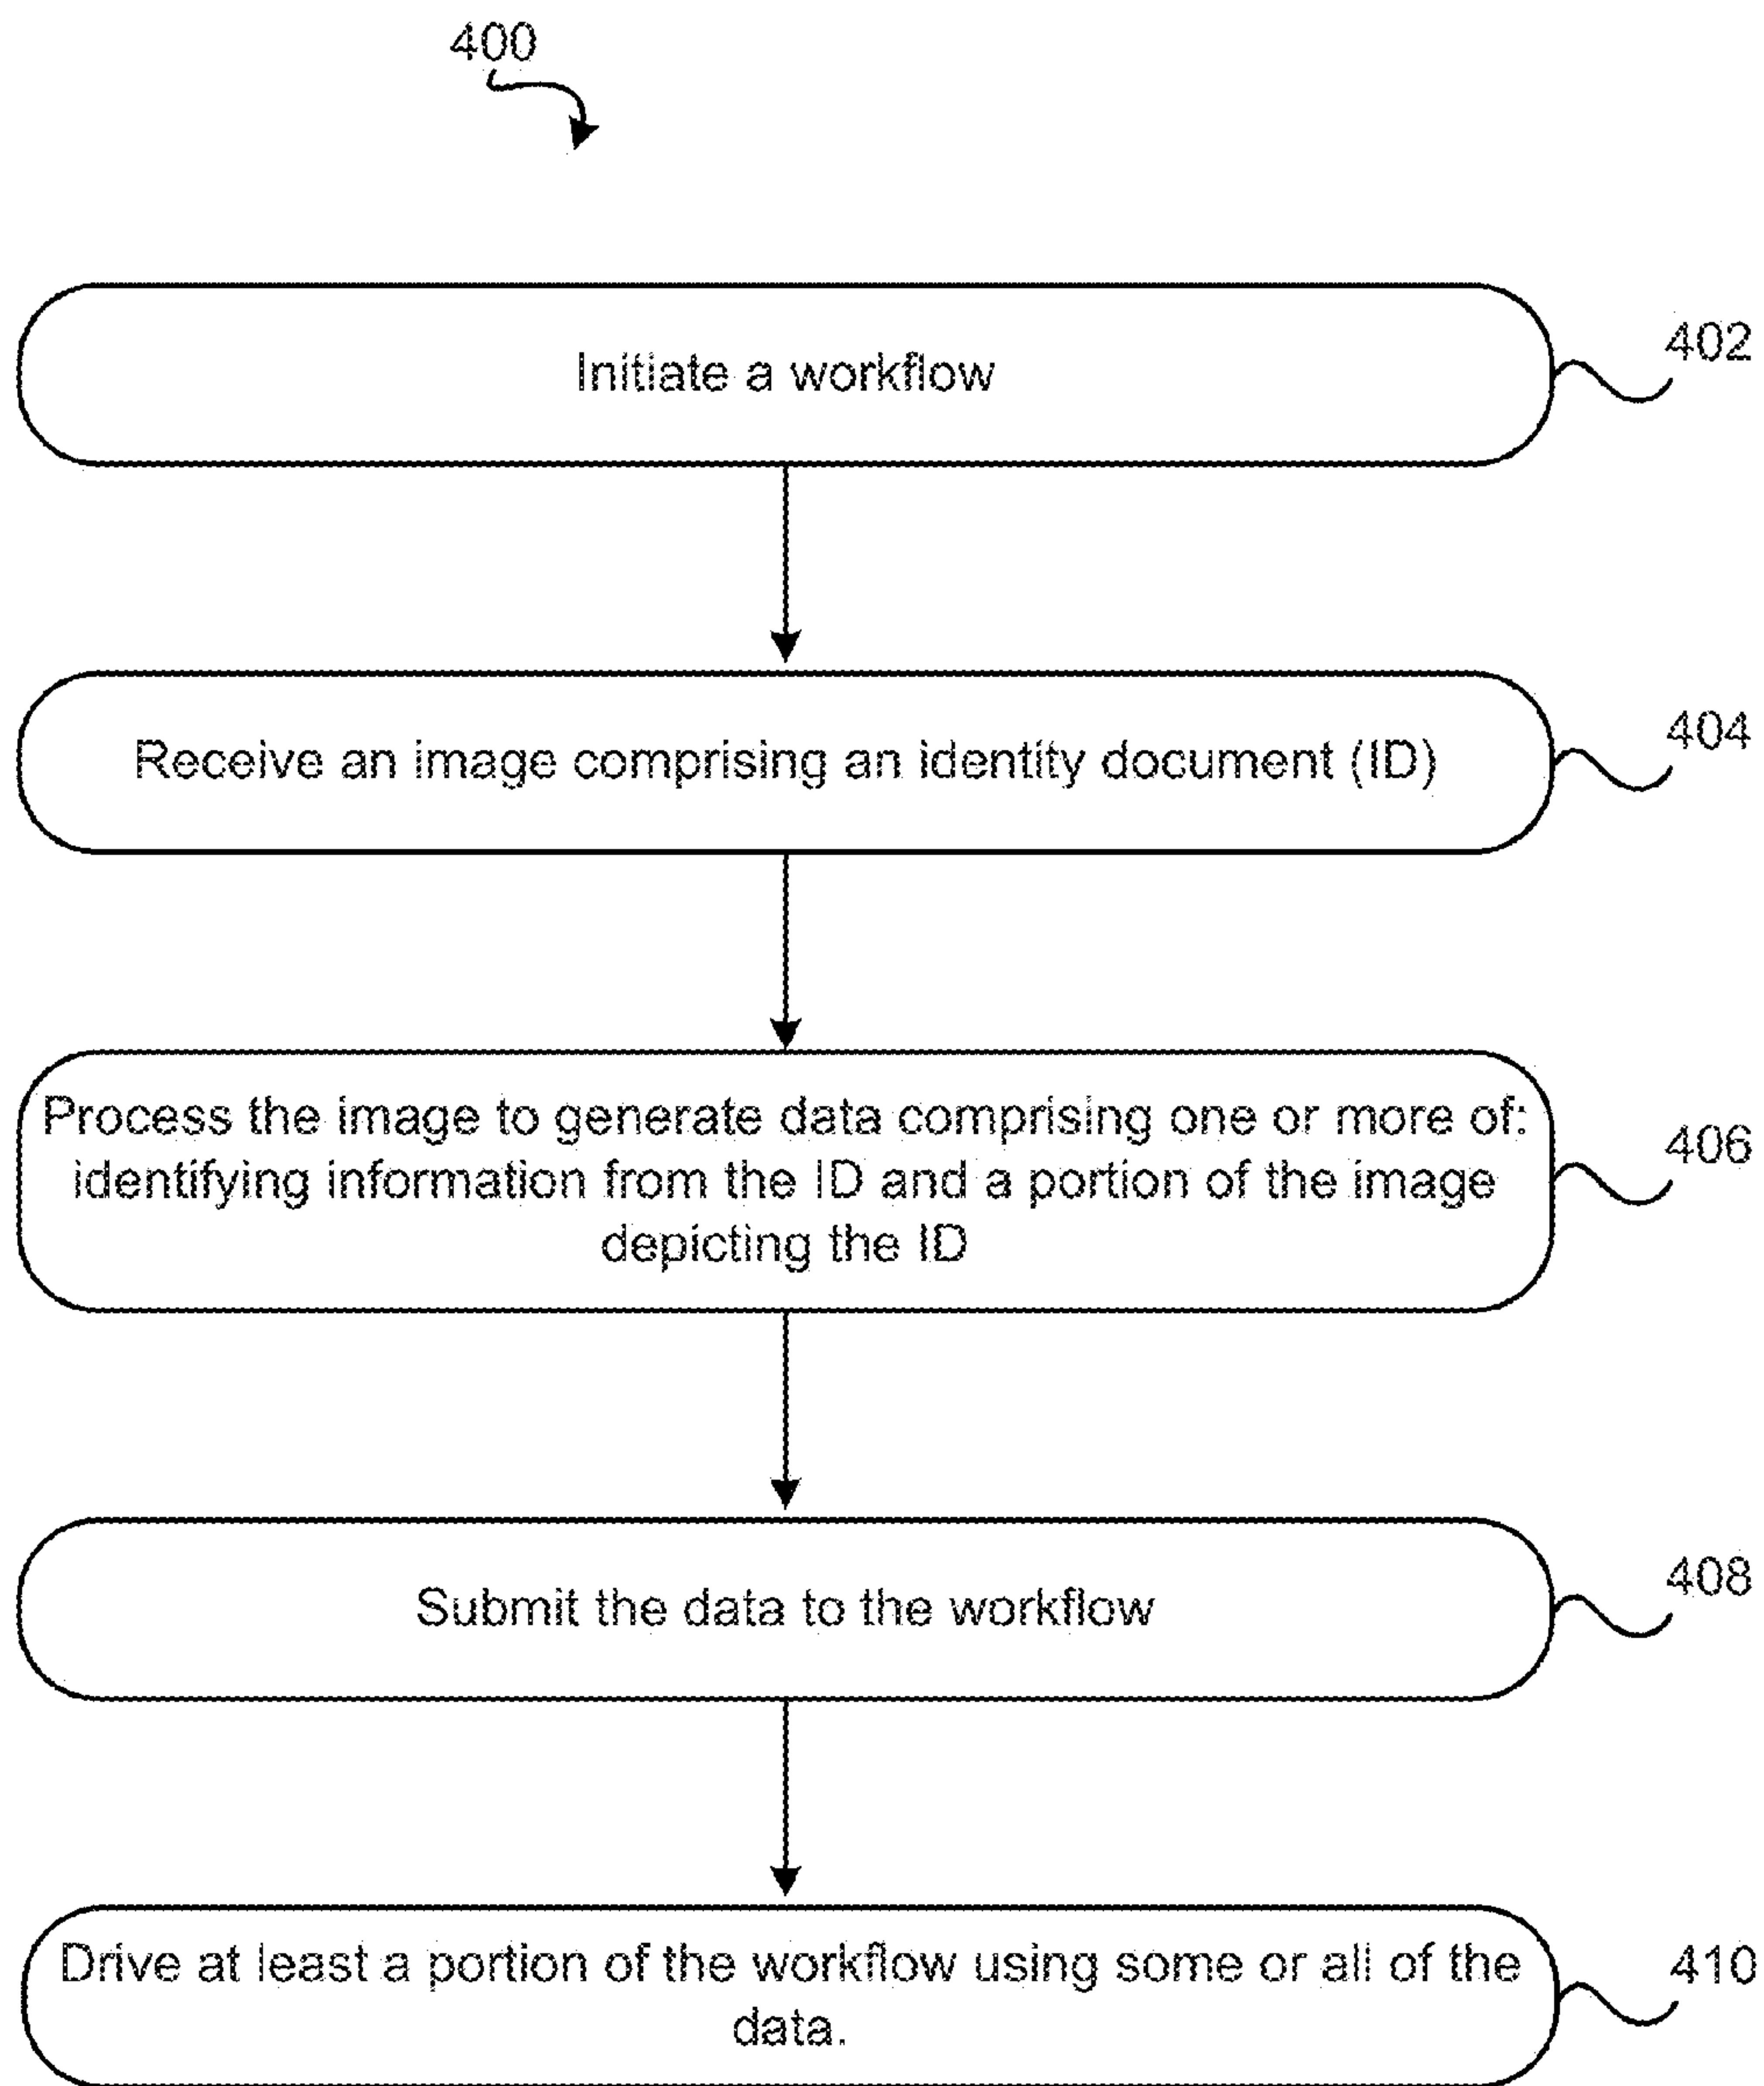 400
Initiate a workflow
402
Receive an image comprising an identity document (ID)
404
Process the image to generate data comprising one or more of:
identifying information from the ID and a portion of the image
depicting the ID
406
Submit the data to the workflow
408
Drive at least a portion of the workflow using some or all of the
data.
410